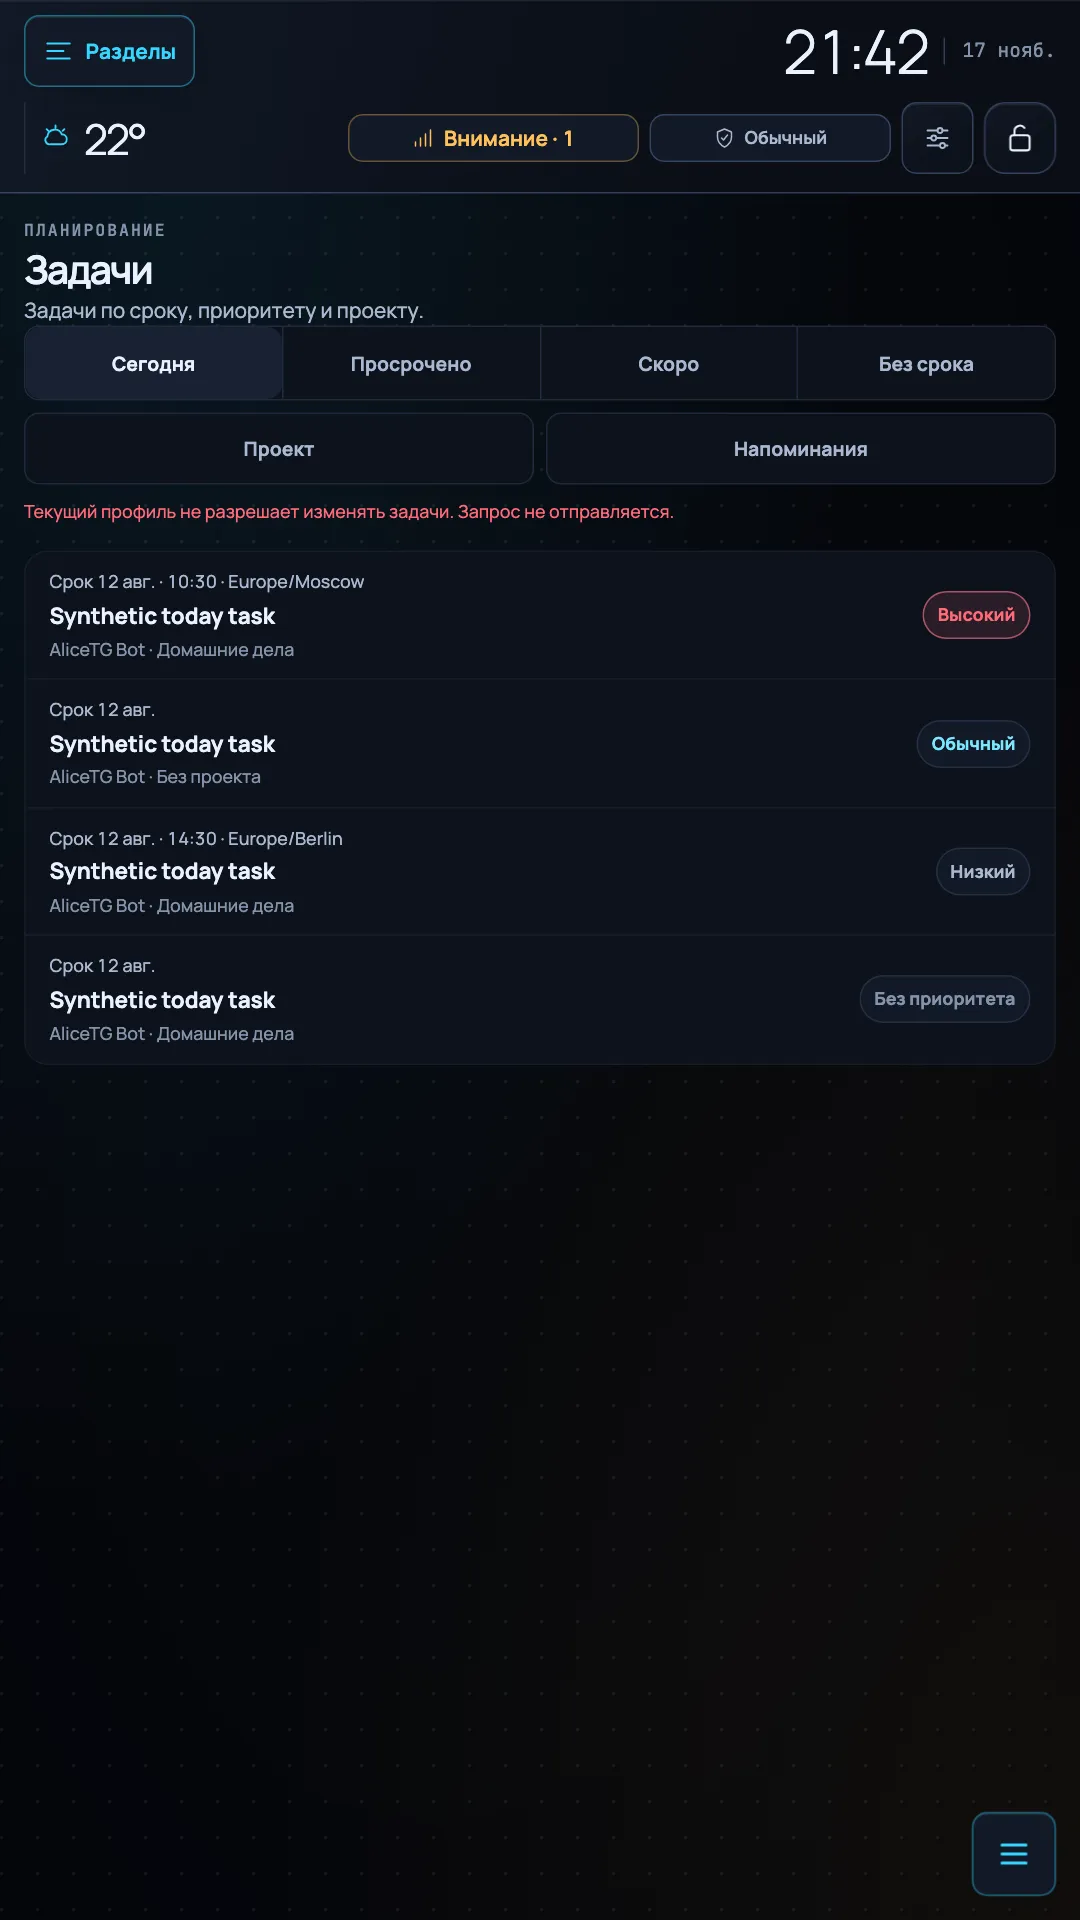 Разделы
21:42
17 нояб.
22°
Внимание · 1
Обычный
ПЛАНИРОВАНИЕ
Задачи
Задачи по сроку, приоритету и проекту.
Сегодня
Просрочено
Скоро
Без срока
Проект
Напоминания
Текущий профиль не разрешает изменять задачи. Запрос не отправляется.
Срок 12 авг. · 10:30 · Europe/Moscow
Synthetic today task
AliceTG Bot · Домашние дела
Высокий
Срок 12 авг.
Synthetic today task
AliceTG Bot · Без проекта
Обычный
Срок 12 авг. · 14:30 · Europe/Berlin
Synthetic today task
AliceTG Bot · Домашние дела
Низкий
Срок 12 авг.
Synthetic today task
AliceTG Bot · Домашние дела
Без приоритета